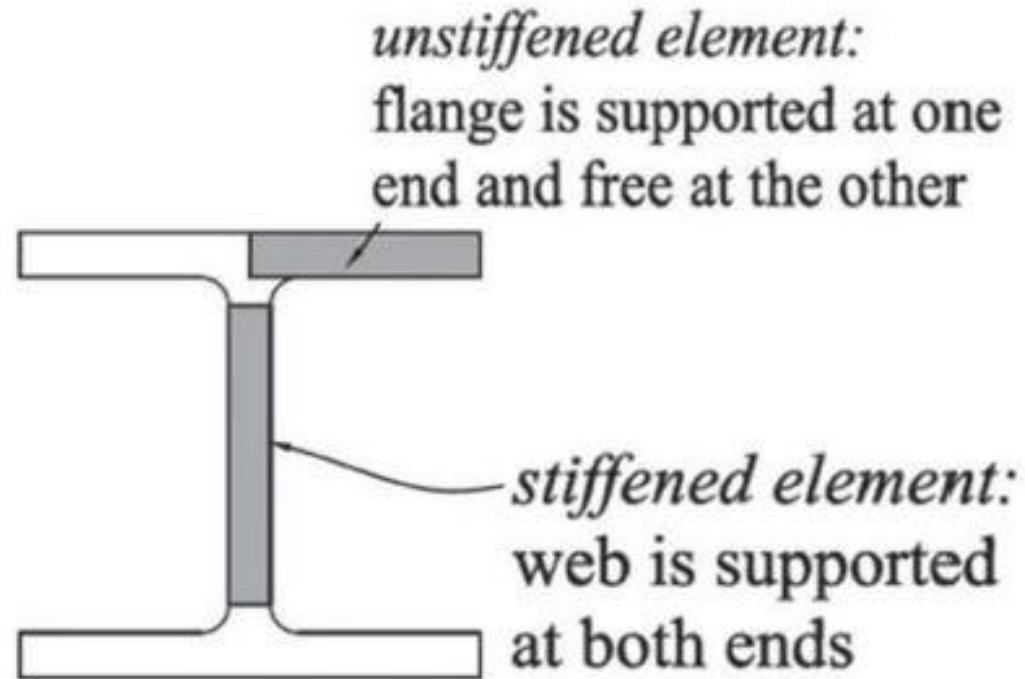 unstiffened element:
flange is supported at one
end and free at the other
stiffened element:
web is supported
at both ends